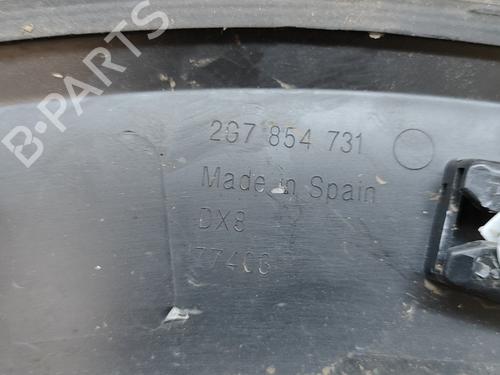 B-PARTS
2G7 854 731
Made in Spain
DX8